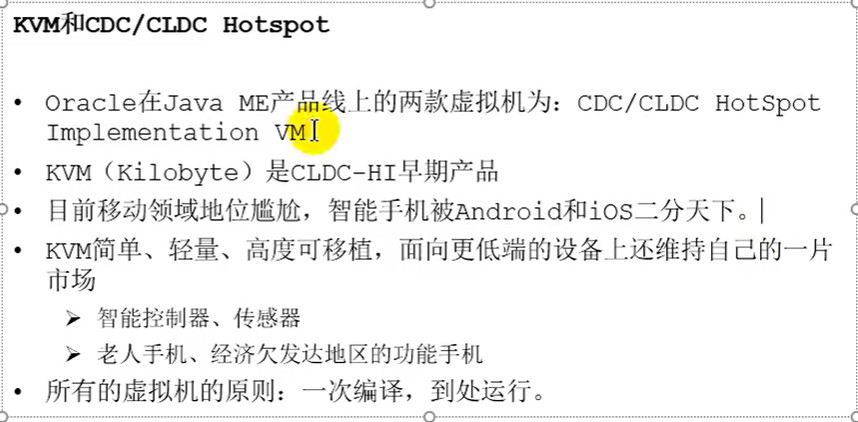 KVM和CDC/CLDC Hotspot
• Oracle在Java ME产品线上的两款虚拟机为：CDC/CLDC HotSpot
Implementation VM
• KVM（Kilobyte）是CLDC-HI早期产品
• 目前移动领域地位尴尬，智能手机被Android和iOS二分天下。
• KVM简单、轻量、高度可移植，面向更低端的设备上还维持自己的一片
市场
➢ 智能控制器、传感器
➢ 老人手机、经济欠发达地区的功能手机
• 所有的虚拟机的原则：一次编译，到处运行。